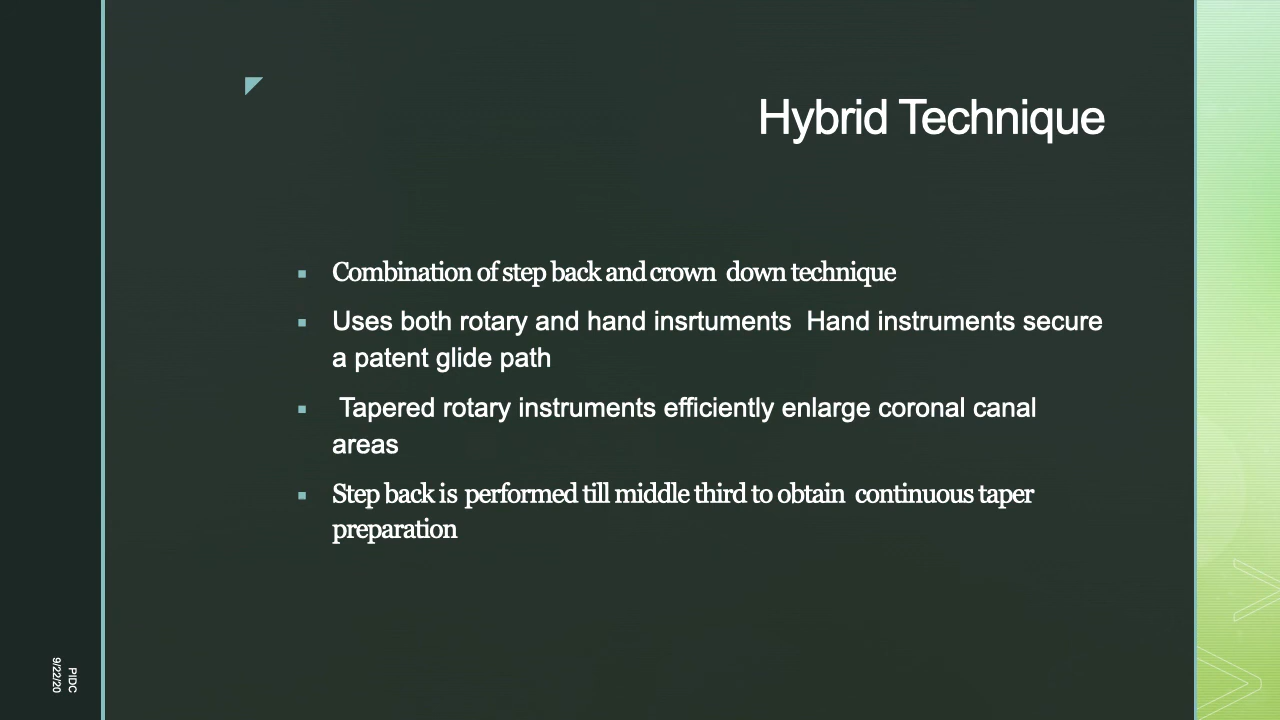 Hybrid Technique
Combination of step back and crown down technique
Uses both rotary and hand insrtuments Hand instruments secure
a patent glide path
Tapered rotary instruments efficiently enlarge coronal canal
areas
Step back is performed till middle third to obtain continuous taper
preparation
PIDC
9/22/20